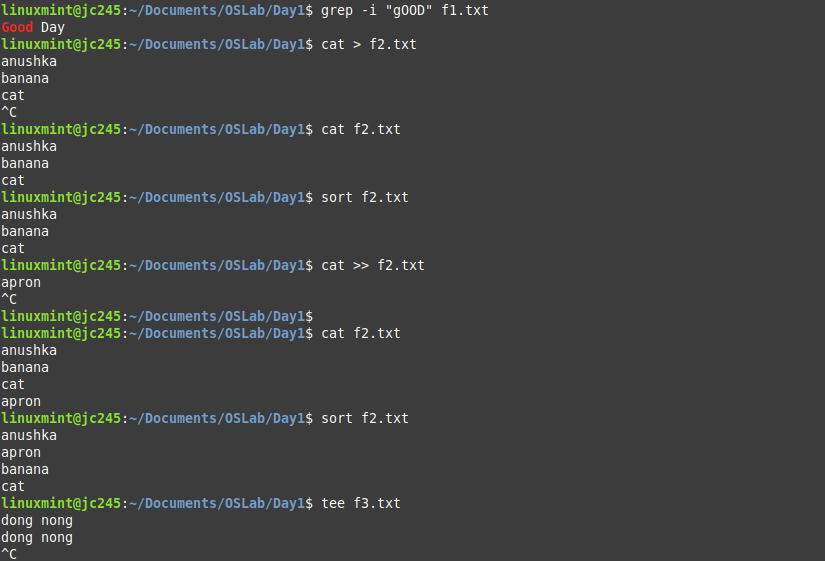 linuxmint@jc245:~/Documents/OSLab/Day1$ grep -i "gOOD" f1.txt
Good Day
linuxmint@jc245:~/Documents/OSLab/Day1$ cat > f2.txt
anushka
banana
cat
^C
linuxmint@jc245:~/Documents/OSLab/Day1$ cat f2.txt
anushka
banana
cat
linuxmint@jc245:~/Documents/OSLab/Day1$ sort f2.txt
anushka
banana
cat
linuxmint@jc245:~/Documents/OSLab/Day1$ cat >> f2.txt
apron
^C
linuxmint@jc245:~/Documents/OSLab/Day1$
linuxmint@jc245:~/Documents/OSLab/Day1$ cat f2.txt
anushka
banana
cat
apron
linuxmint@jc245:~/Documents/OSLab/Day1$ sort f2.txt
anushka
apron
banana
cat
linuxmint@jc245:~/Documents/OSLab/Day1$ tee f3.txt
dong nong
dong nong
^C